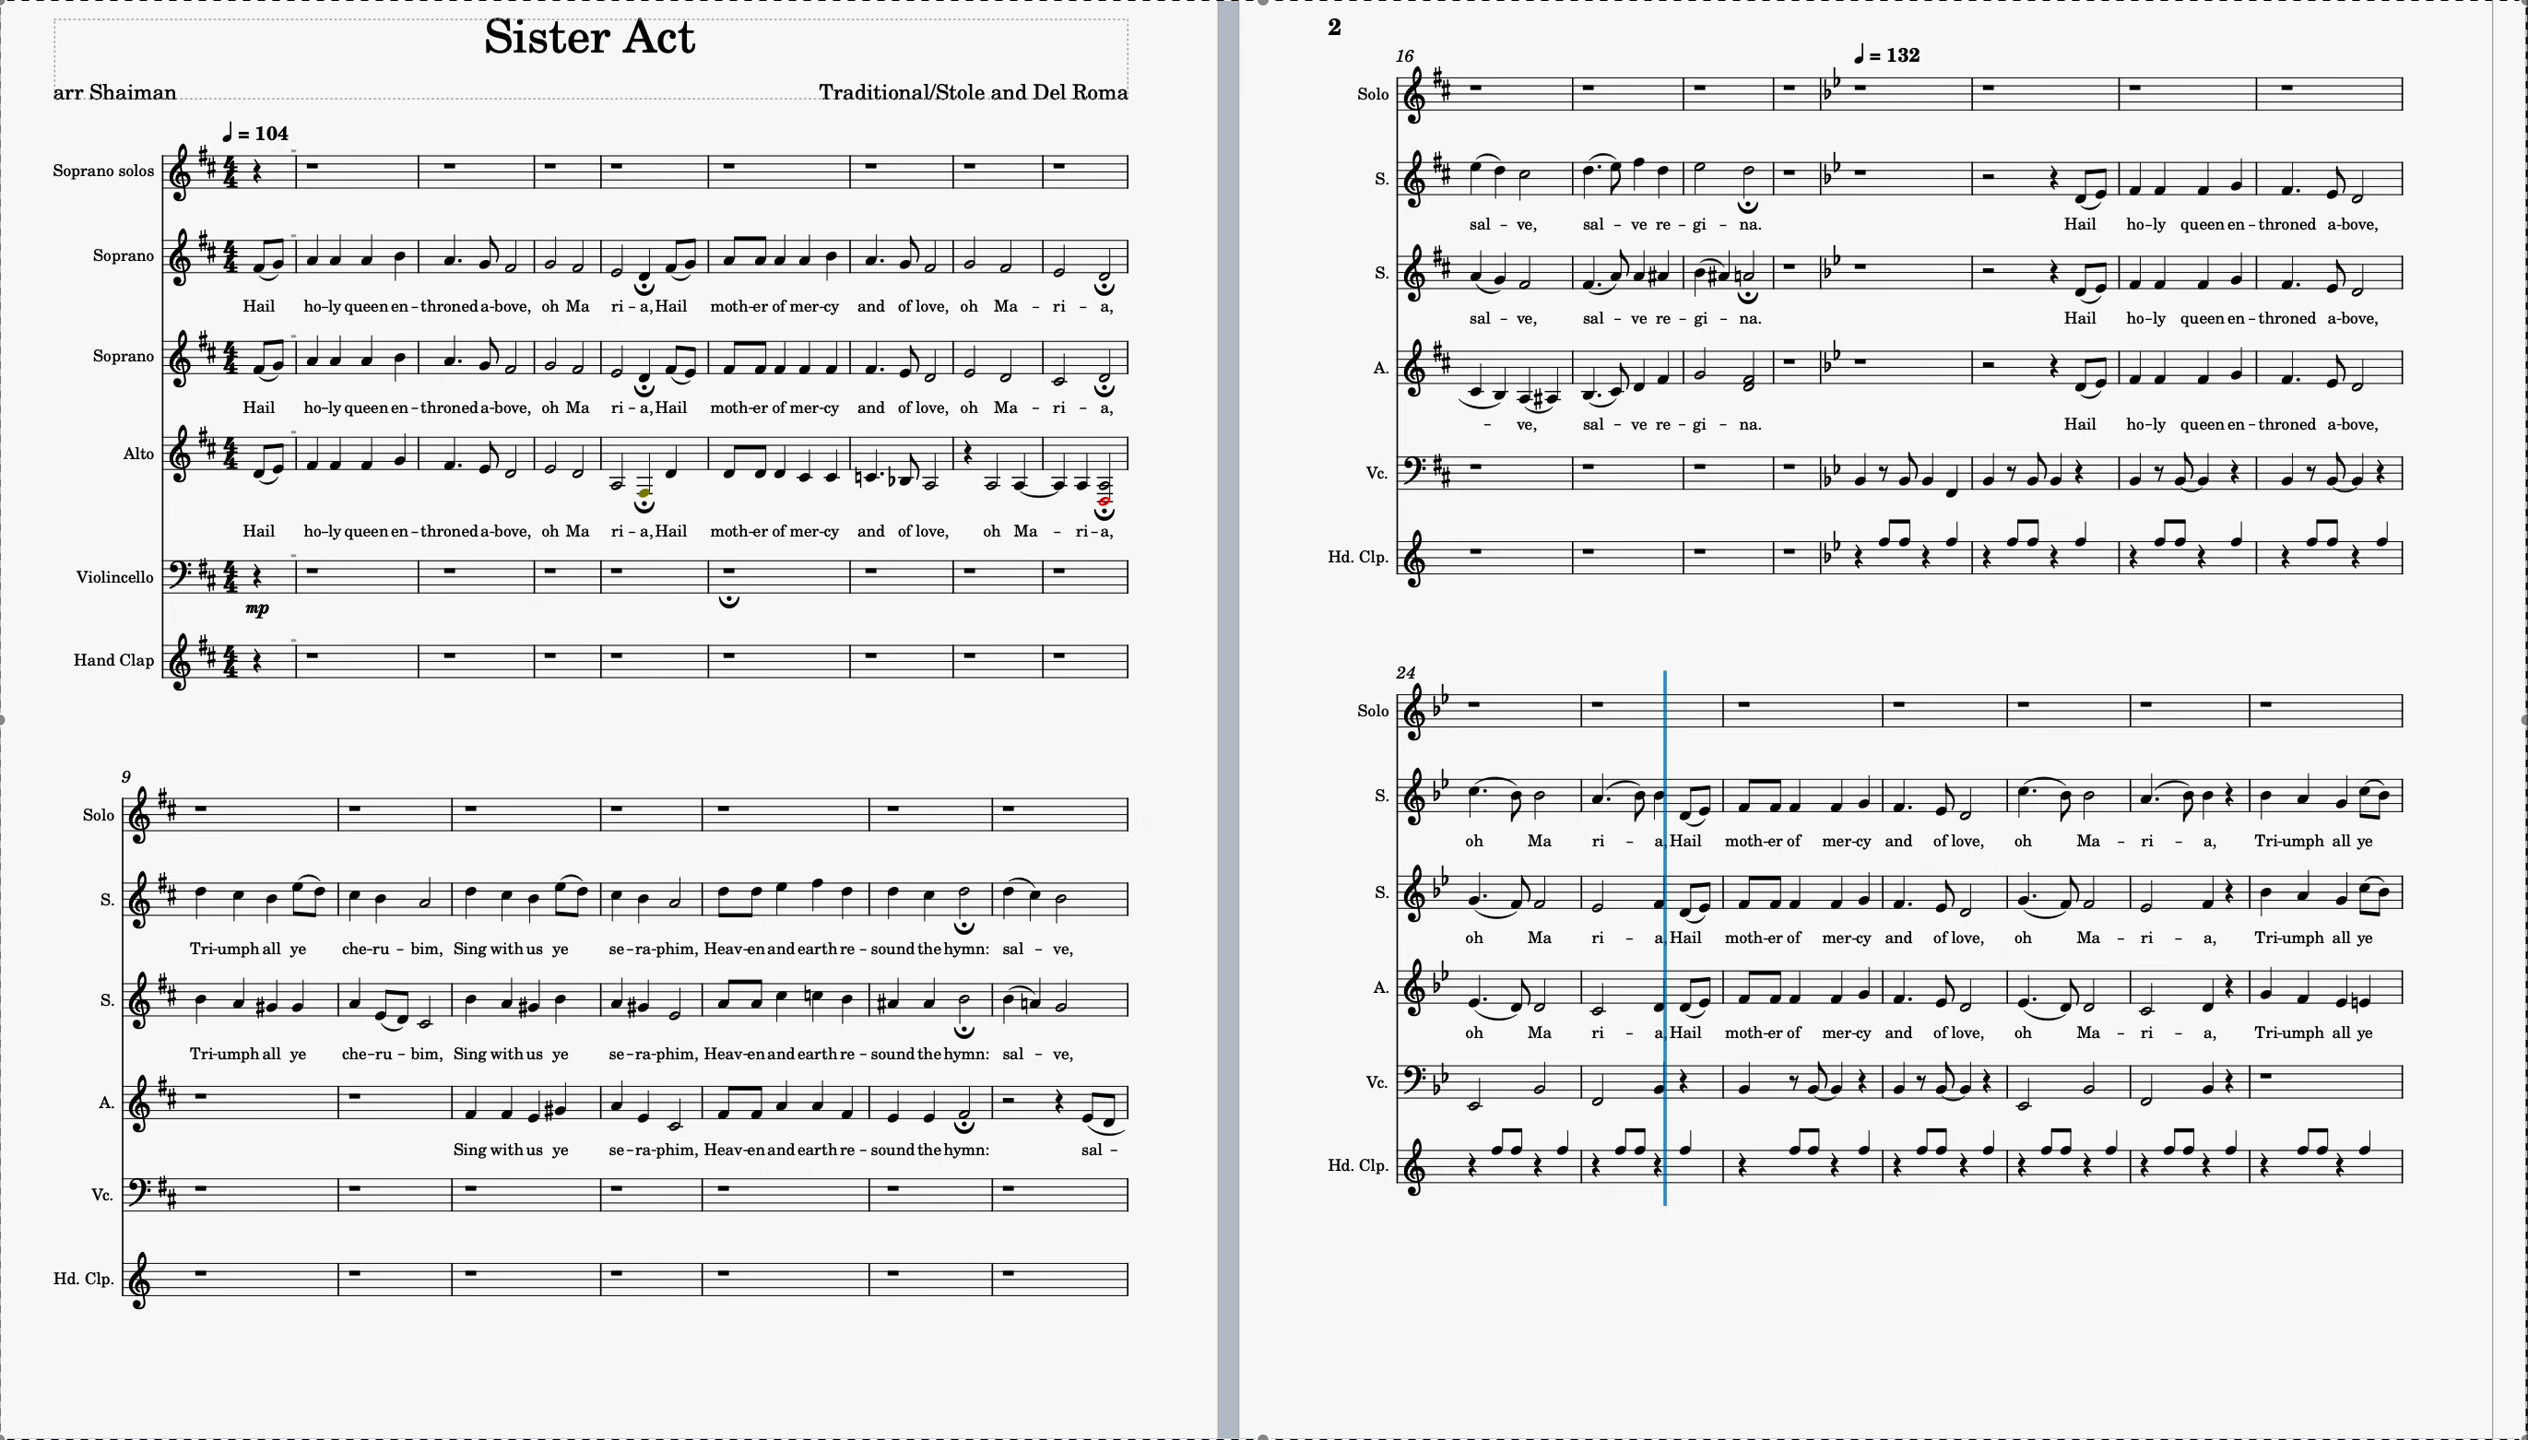 Sister Act
arr Shaiman
Traditional/Stole and Del Roma
♩ = 104
Soprano solos
Soprano
Hail ho-ly queen en-throned a-bove, oh Ma ri-a, Hail moth-er of mer-cy and of love, oh Ma-ri-a,
Soprano
Hail ho-ly queen en-throned a-bove, oh Ma ri-a, Hail moth-er of mer-cy and of love, oh Ma-ri-a,
Alto
Hail ho-ly queen en-throned a-bove, oh Ma ri-a, Hail moth-er of mer-cy and of love, oh Ma-ri-a,
Violincello
mp
Hand Clap
9
Solo
S.
Tri-umph all ye che-ru-bim, Sing with us ye se-ra-phim, Heav-en and earth re-sound the hymn: sal-ve,
S.
Tri-umph all ye che-ru-bim, Sing with us ye se-ra-phim, Heav-en and earth re-sound the hymn: sal-ve,
A.
Sing with us ye se-ra-phim, Heav-en and earth re-sound the hymn: sal-
Vc.
Hd. Clp.
2
16
♩ = 132
Solo
S.
sal-ve, sal-ve re-gi-na. Hail ho-ly queen en-throned a-bove,
S.
sal-ve, sal-ve re-gi-na. Hail ho-ly queen en-throned a-bove,
A.
-ve, sal-ve re-gi-na. Hail ho-ly queen en-throned a-bove,
Vc.
Hd. Clp.
24
Solo
S.
oh Ma ri-a, Hail moth-er of mer-cy and of love, oh Ma-ri-a, Tri-umph all ye
S.
oh Ma ri-a, Hail moth-er of mer-cy and of love, oh Ma-ri-a, Tri-umph all ye
A.
oh Ma ri-a, Hail moth-er of mer-cy and of love, oh Ma-ri-a, Tri-umph all ye
Vc.
Hd. Clp.